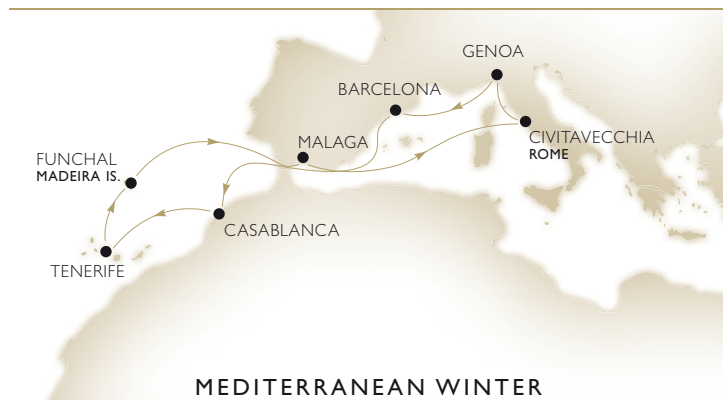 GENOA
BARCELONA
MALAGA
CIVITAVECCHIA
ROME
FUNCHAL
MADEIRA IS.
CASABLANCA
TENERIFE
MEDITERRANEAN WINTER